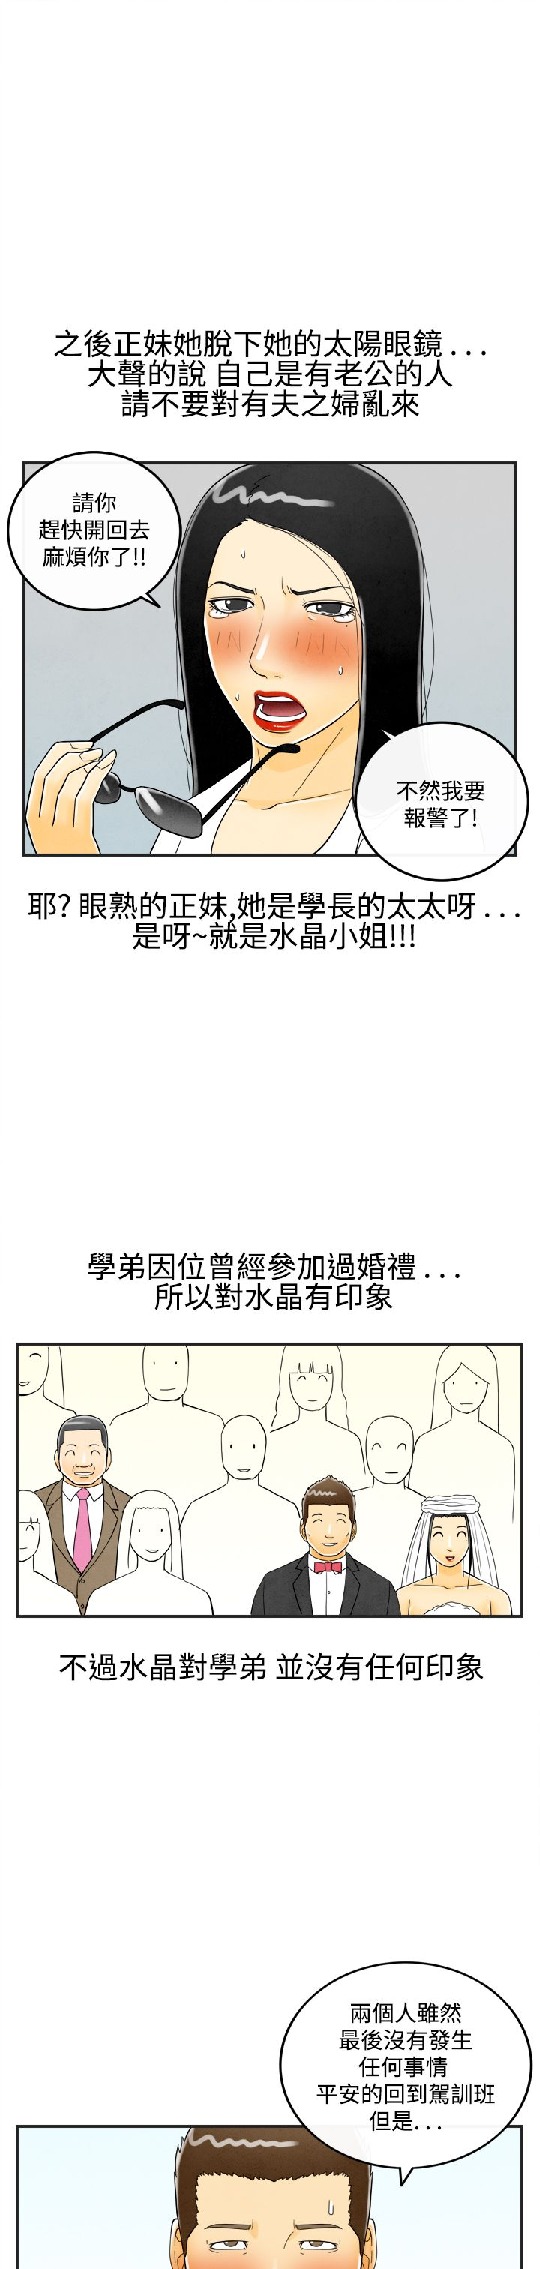 之後正妹她脫下她的太陽眼鏡...
大聲的說 自己是有老公的人
請不要對有夫之婦亂來
請你
趕快開回去
麻煩你了!!
不然我要
報警了!
耶? 眼熟的正妹,她是學長的太太呀...
是呀~就是水晶小姐!!!
學弟因位曾經參加過婚禮...
所以對水晶有印象
不過水晶對學弟 並沒有任何印象
兩個人雖然
最後沒有發生
任何事情
平安的回到駕訓班
但是...